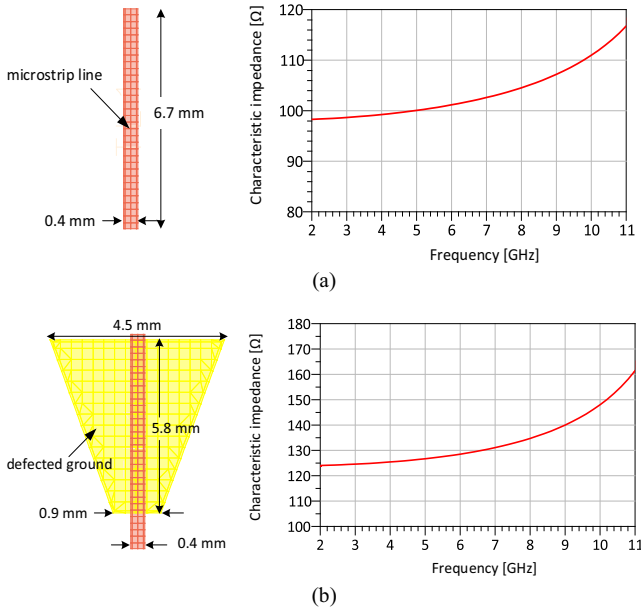 microstrip line
6.7 mm
0.4 mm
Characteristic impedance [Ω]
120
110
100
90
80
2 3 4 5 6 7 8 9 10 11
Frequency [GHz]
(a)
4.5 mm
5.8 mm
defected ground
0.9 mm
0.4 mm
Characteristic impedance [Ω]
180
170
160
150
140
130
120
110
100
2 3 4 5 6 7 8 9 10 11
Frequency [GHz]
(b)